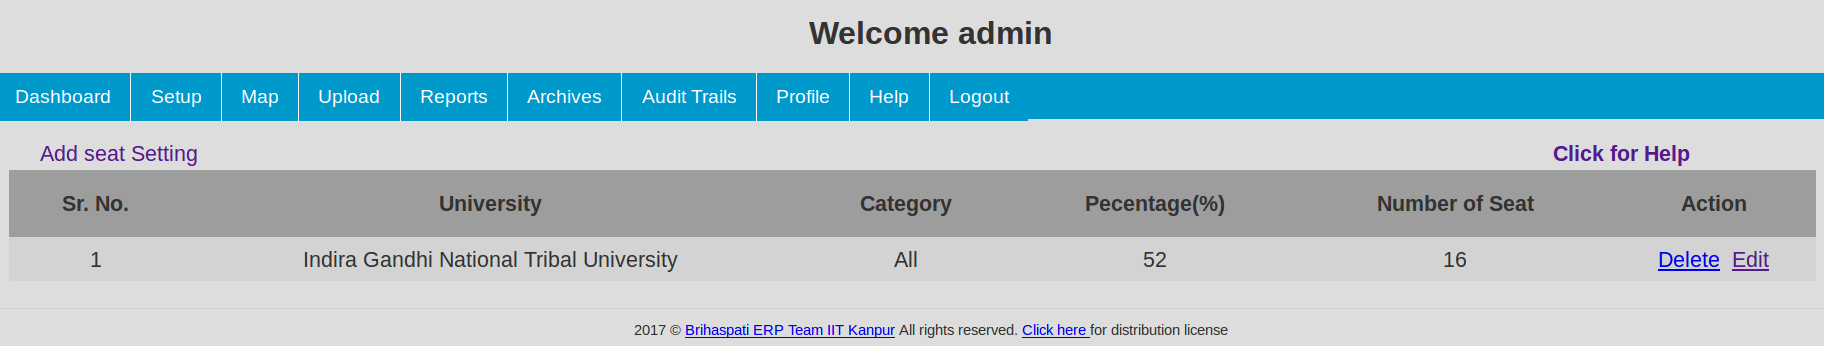 Welcome admin
Dashboard Setup Map Upload Reports Archives Audit Trails Profile Help Logout
Add seat Setting Click for Help
Sr. No. University Category Pecentage(%) Number of Seat Action
1 Indira Gandhi National Tribal University All 52 16 Delete Edit
2017 © Brihaspati ERP Team IIT Kanpur All rights reserved. Click here for distribution license